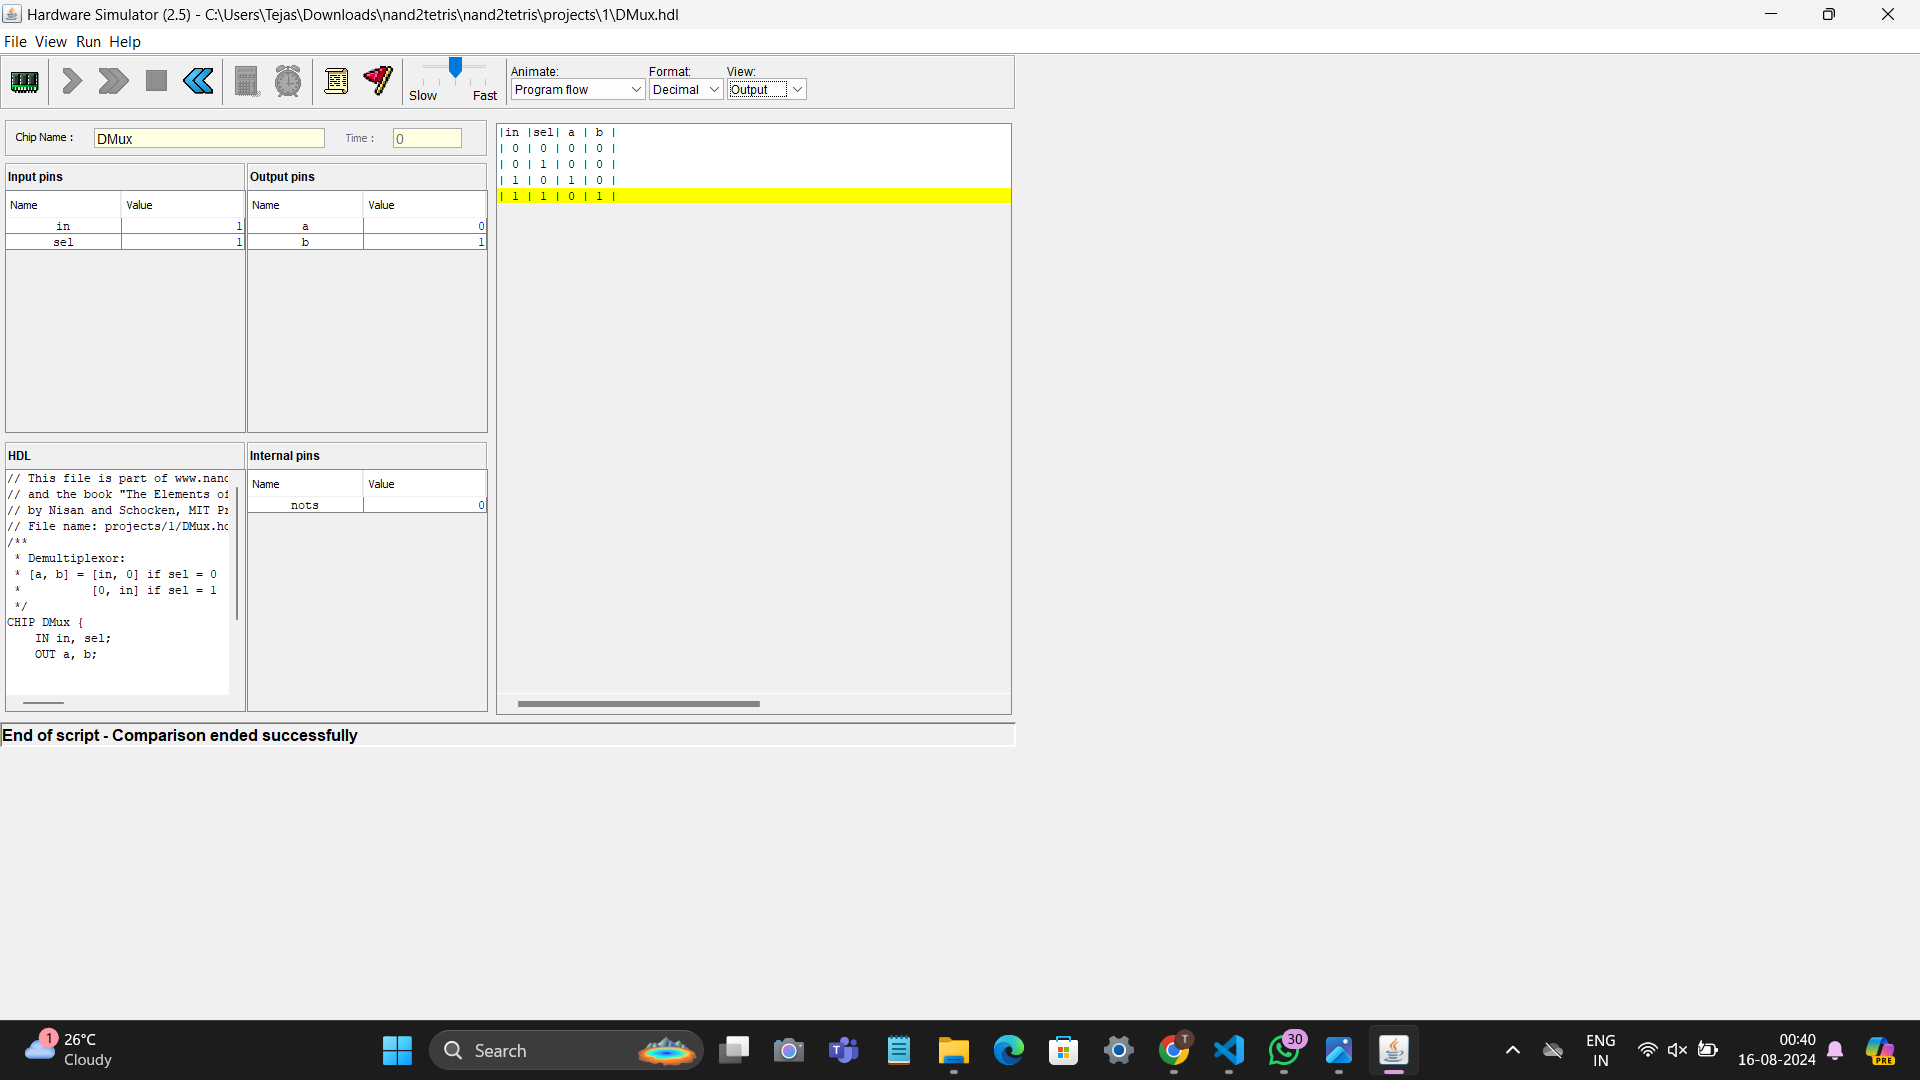 Hardware Simulator (2.5) - C:\Users\Tejas\Downloads\nand2tetris\nand2tetris\projects\1\DMux.hdl
File View Run Help
Animate: Format: View:
Program flow Decimal Output
Slow Fast
Chip Name : DMux Time : 0
Input pins
Name Value
in 1
sel 1
Output pins
Name Value
a 0
b 1
|in |sel| a | b |
| 0 | 0 | 0 | 0 |
| 0 | 1 | 0 | 0 |
| 1 | 0 | 1 | 0 |
| 1 | 1 | 0 | 1 |
HDL
// This file is part of www.nand
// and the book "The Elements of
// by Nisan and Schocken, MIT Pr
// File name: projects/1/DMux.hd
/**
* Demultiplexor:
* [a, b] = [in, 0] if sel = 0
* [0, in] if sel = 1
*/
CHIP DMux {
IN in, sel;
OUT a, b;
Internal pins
Name Value
nots 0
End of script - Comparison ended successfully
1
26°C
Cloudy
Search
T
30
PRE
ENG
IN
00:40
16-08-2024